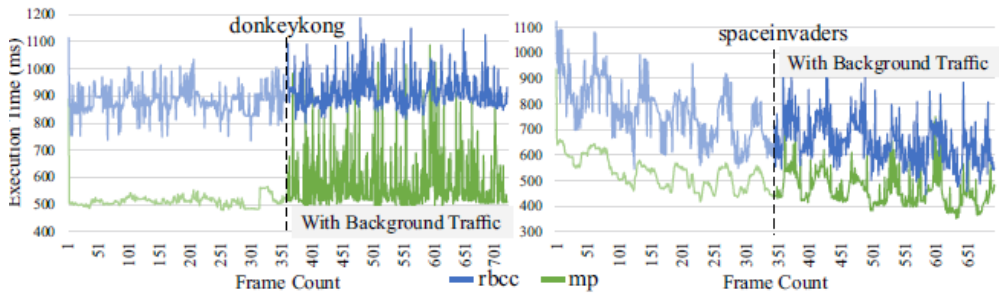 donkeykong
Execution Time (ms)
1200
1100
1000
900
800
700
600
500
400
With Background Traffic
1 51 101 151 201 251 301 351 401 451 501 551 601 651 701
Frame Count
spaceinvaders
1100
1000
900
800
700
600
500
400
300
With Background Traffic
1 51 101 151 201 251 301 351 401 451 501 551 601 651
Frame Count
rbcc mp